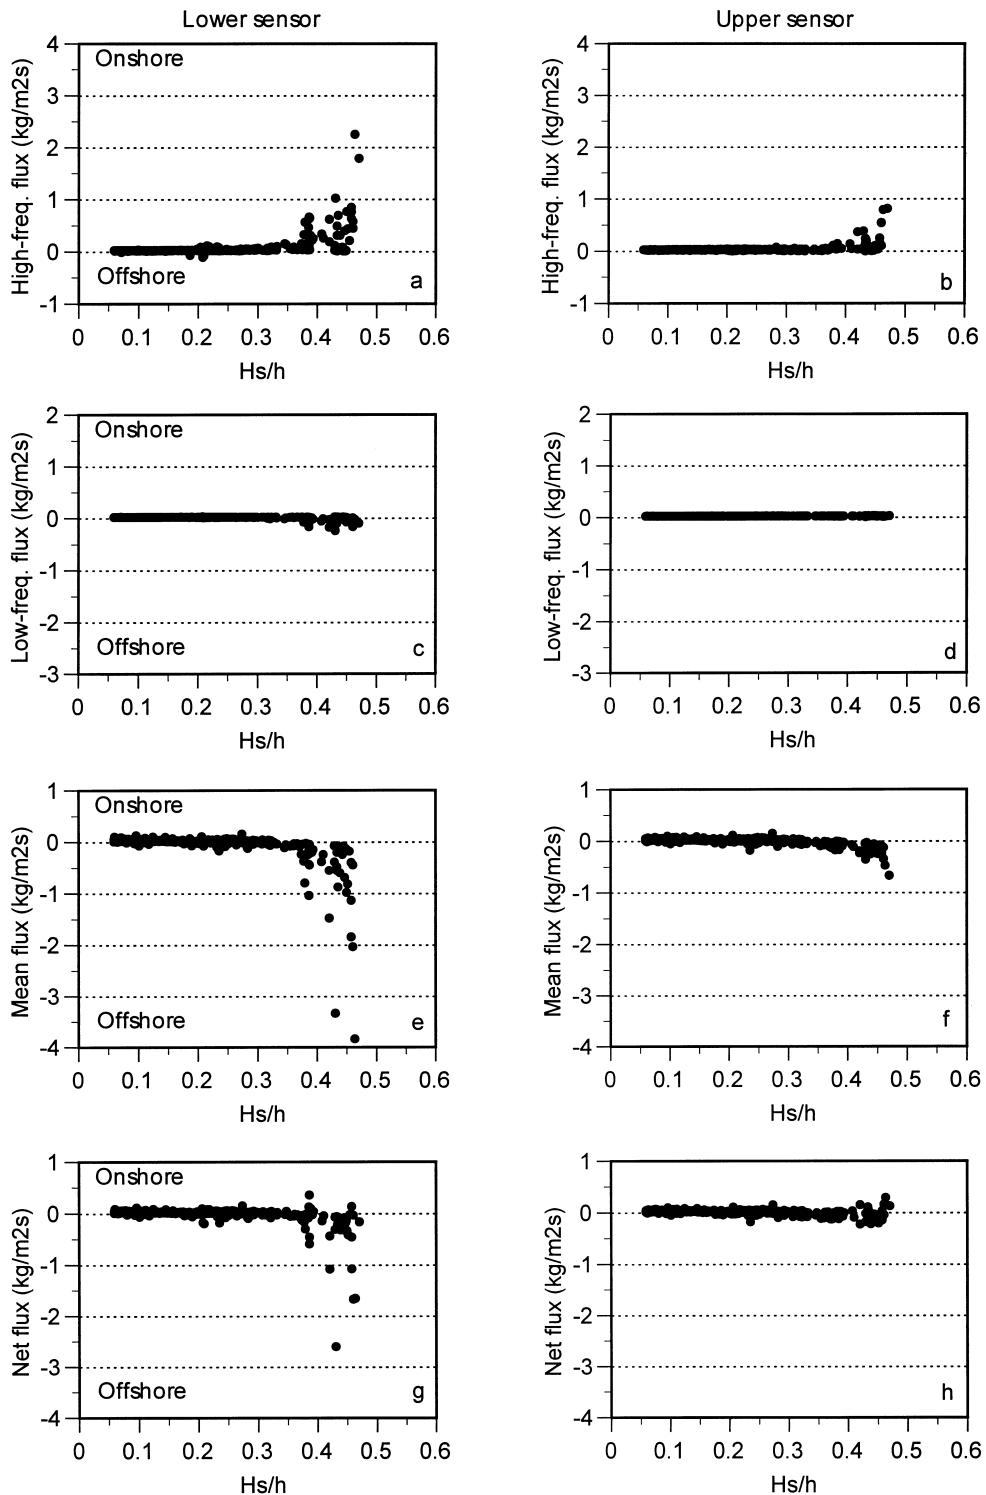 Lower sensor
Upper sensor
High-freq. flux (kg/m2s)
4
3
2
1
0
-1
Onshore
Offshore
a
0 0.1 0.2 0.3 0.4 0.5 0.6
Hs/h
High-freq. flux (kg/m2s)
4
3
2
1
0
-1
b
0 0.1 0.2 0.3 0.4 0.5 0.6
Hs/h
Low-freq. flux (kg/m2s)
2
1
0
-1
-2
-3
Onshore
Offshore
c
0 0.1 0.2 0.3 0.4 0.5 0.6
Hs/h
Low-freq. flux (kg/m2s)
2
1
0
-1
-2
-3
d
0 0.1 0.2 0.3 0.4 0.5 0.6
Hs/h
Mean flux (kg/m2s)
1
0
-1
-2
-3
-4
Onshore
Offshore
e
0 0.1 0.2 0.3 0.4 0.5 0.6
Hs/h
Mean flux (kg/m2s)
1
0
-1
-2
-3
-4
f
0 0.1 0.2 0.3 0.4 0.5 0.6
Hs/h
Net flux (kg/m2s)
1
0
-1
-2
-3
-4
Onshore
Offshore
g
0 0.1 0.2 0.3 0.4 0.5 0.6
Hs/h
Net flux (kg/m2s)
1
0
-1
-2
-3
-4
h
0 0.1 0.2 0.3 0.4 0.5 0.6
Hs/h